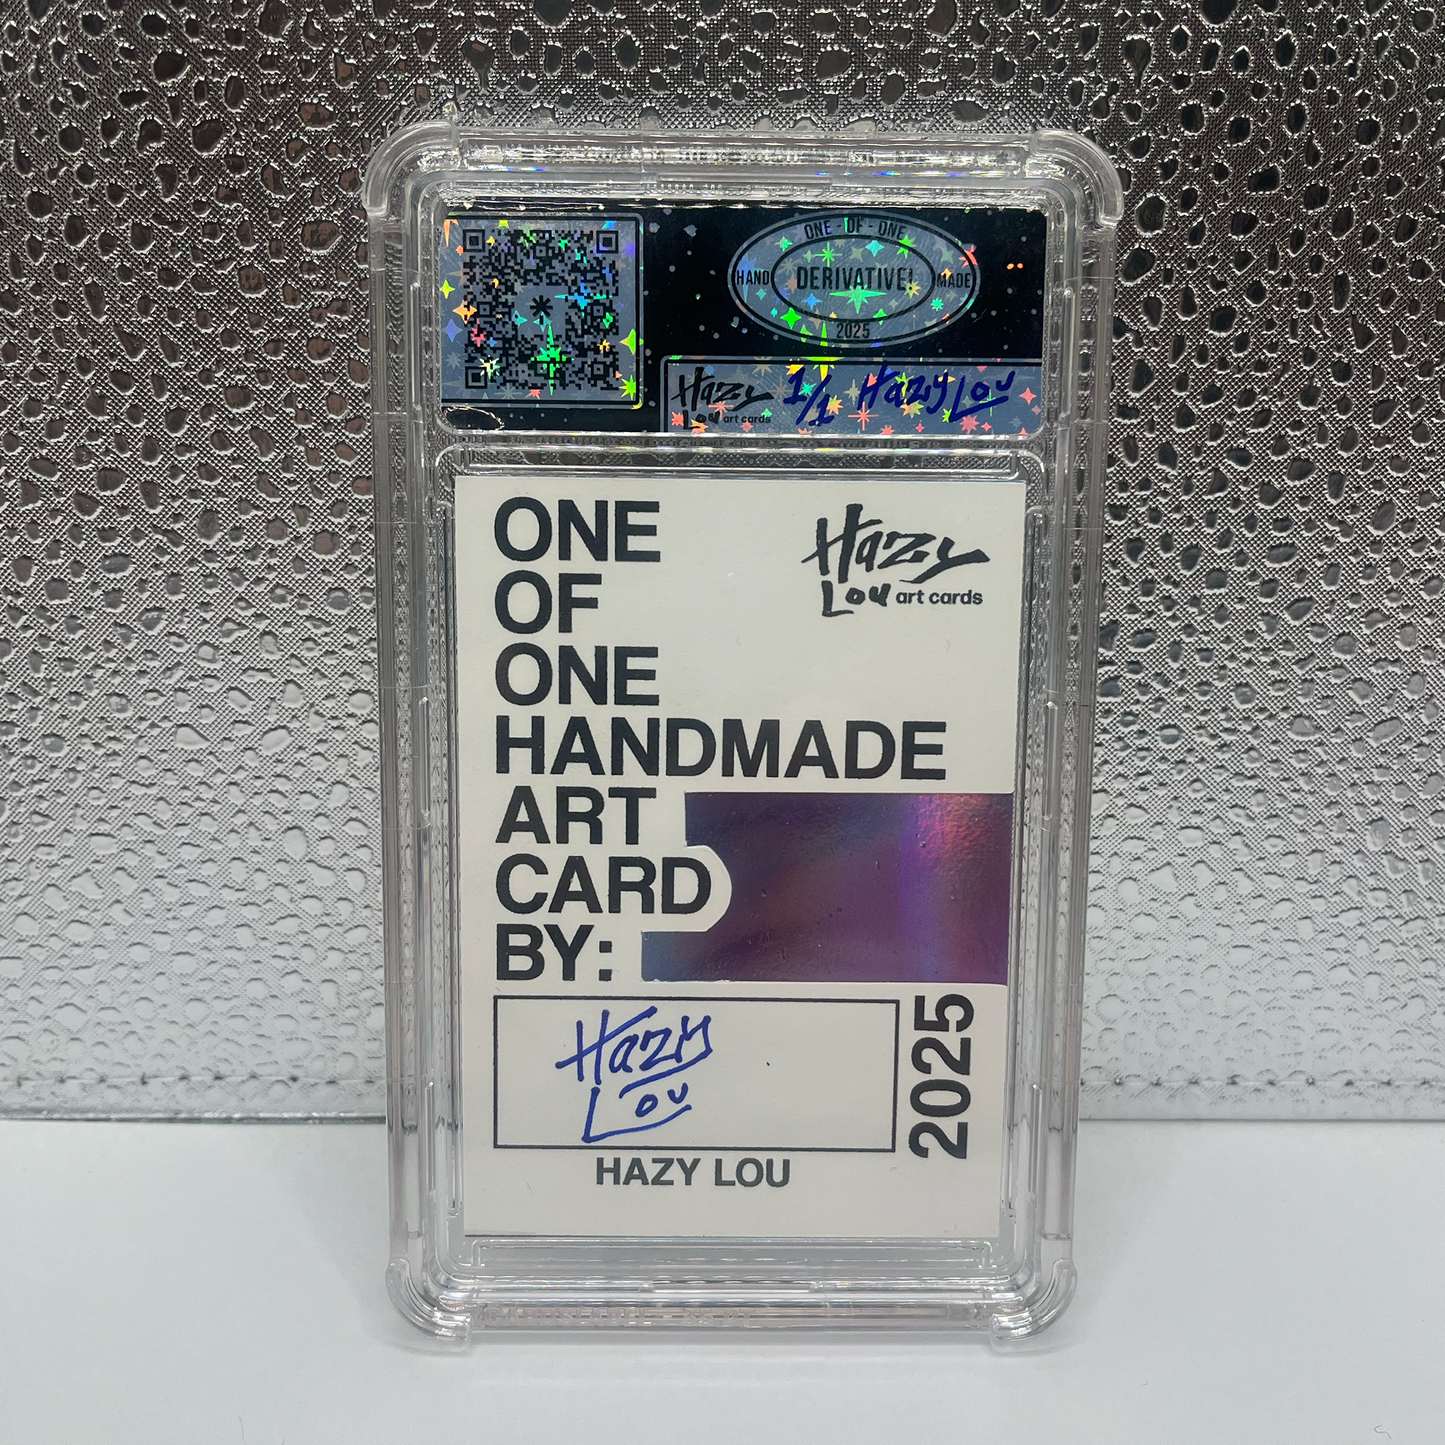 ONE - OF - ONE
HAND DERIVATIVE! MADE
2025
Hazy 1/1 Hazy Lou
Lou art cards
ONE
OF
ONE
HANDMADE
ART
CARD
BY:
Hazy
Lou art cards
Hazy
Lou
2025
HAZY LOU